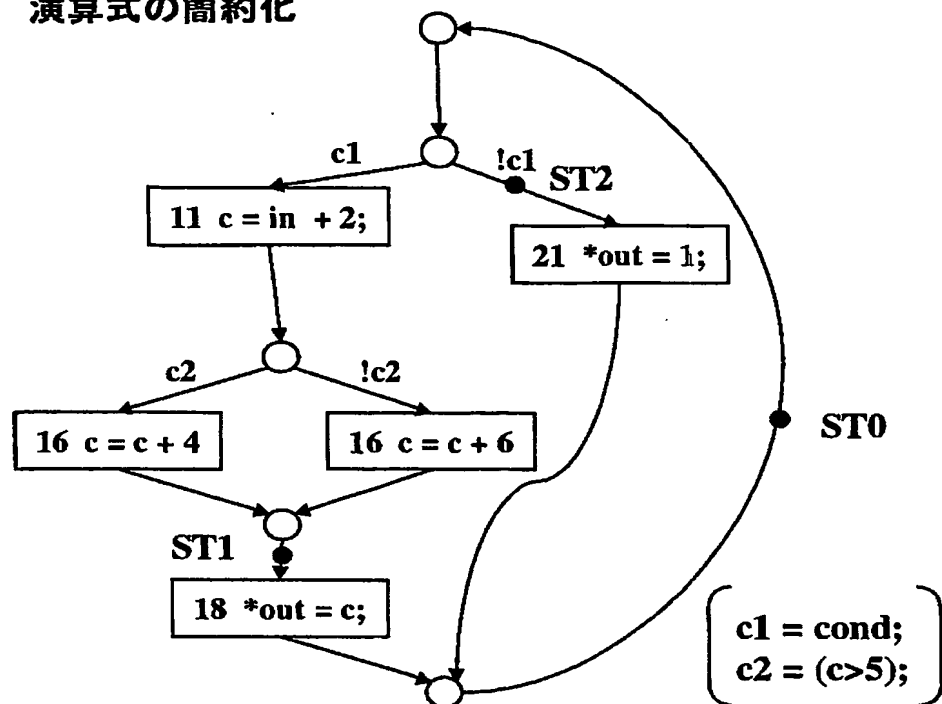 演算式の簡約化
c1
!c1
ST2
11 c = in + 2;
21 *out = 1;
c2
!c2
16 c = c + 4
16 c = c + 6
ST0
ST1
18 *out = c;
c1 = cond;
c2 = (c>5);